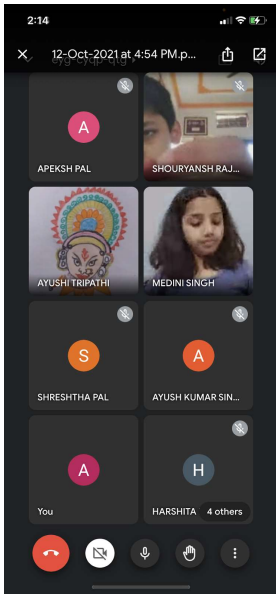 2:14
12-Oct-2021 at 4:54 PM.p...
A
APEKSH PAL
SHOURYANSH RAJ...
AYUSHI TRIPATHI
MEDINI SINGH
S
SHRESHTHA PAL
A
AYUSH KUMAR SIN...
A
You
H
HARSHITA
4 others